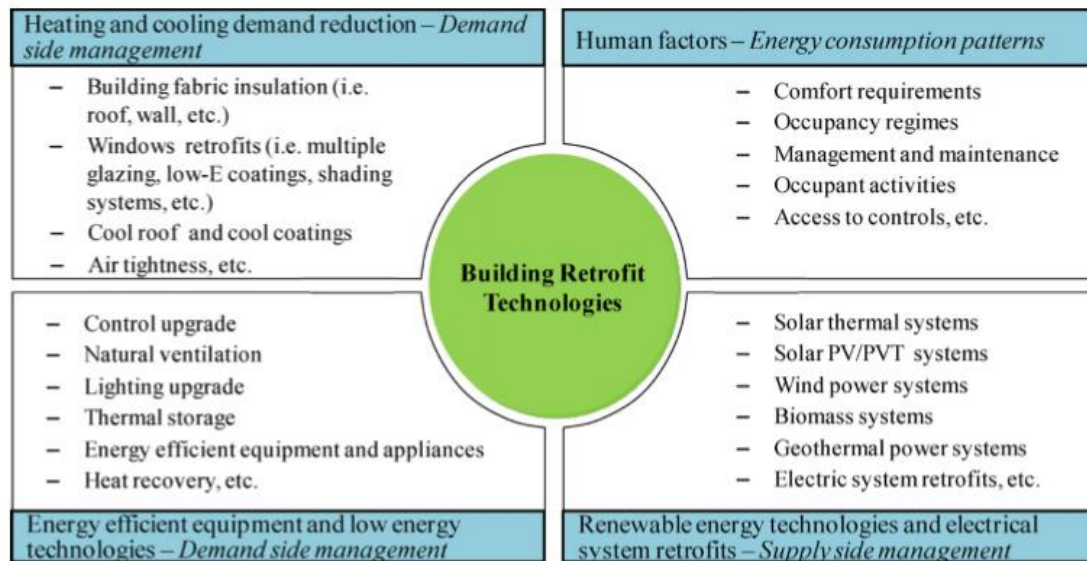 Heating and cooling demand reduction – Demand
side management
– Building fabric insulation (i.e.
roof, wall, etc.)
– Windows retrofits (i.e. multiple
glazing, low-E coatings, shading
systems, etc.)
– Cool roof and cool coatings
– Air tightness, etc.
Human factors – Energy consumption patterns
– Comfort requirements
– Occupancy regimes
– Management and maintenance
– Occupant activities
– Access to controls, etc.
Building Retrofit
Technologies
– Control upgrade
– Natural ventilation
– Lighting upgrade
– Thermal storage
– Energy efficient equipment and appliances
– Heat recovery, etc.
Energy efficient equipment and low energy
technologies – Demand side management
– Solar thermal systems
– Solar PV/PVT systems
– Wind power systems
– Biomass systems
– Geothermal power systems
– Electric system retrofits, etc.
Renewable energy technologies and electrical
system retrofits – Supply side management